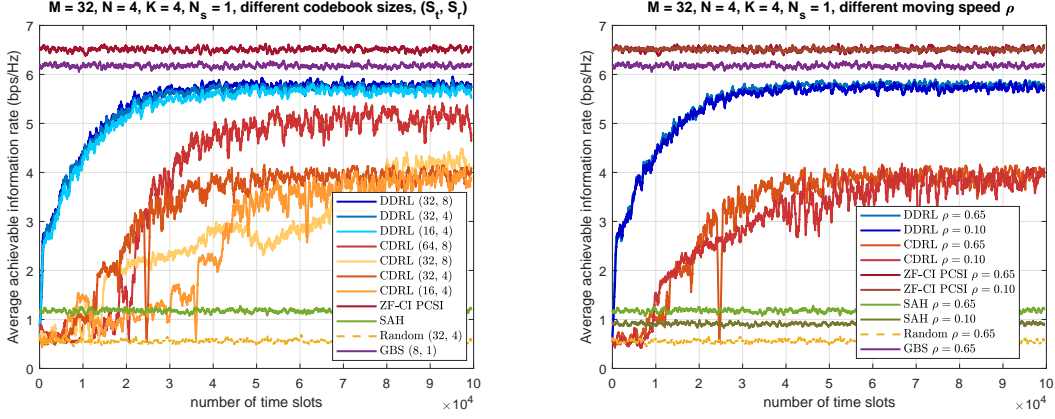 M = 32, N = 4, K = 4, N_s = 1, different codebook sizes, (S_t, S_r)
Average achievable information rate (bps/Hz)
7
6
5
4
3
2
1
0
DDRL (32, 8)
DDRL (32, 4)
DDRL (16, 4)
CDRL (64, 8)
CDRL (32, 8)
CDRL (32, 4)
CDRL (16, 4)
ZF-CI PCSI
SAH
Random (32, 4)
GBS (8, 1)
0 1 2 3 4 5 6 7 8 9 10
number of time slots
×10⁴
M = 32, N = 4, K = 4, N_s = 1, different moving speed ρ
Average achievable information rate (bps/Hz)
7
6
5
4
3
2
1
0
DDRL ρ = 0.65
DDRL ρ = 0.10
CDRL ρ = 0.65
CDRL ρ = 0.10
ZF-CI PCSI ρ = 0.65
ZF-CI PCSI ρ = 0.10
SAH ρ = 0.65
SAH ρ = 0.10
Random ρ = 0.65
GBS ρ = 0.65
0 1 2 3 4 5 6 7 8 9 10
number of time slots
×10⁴